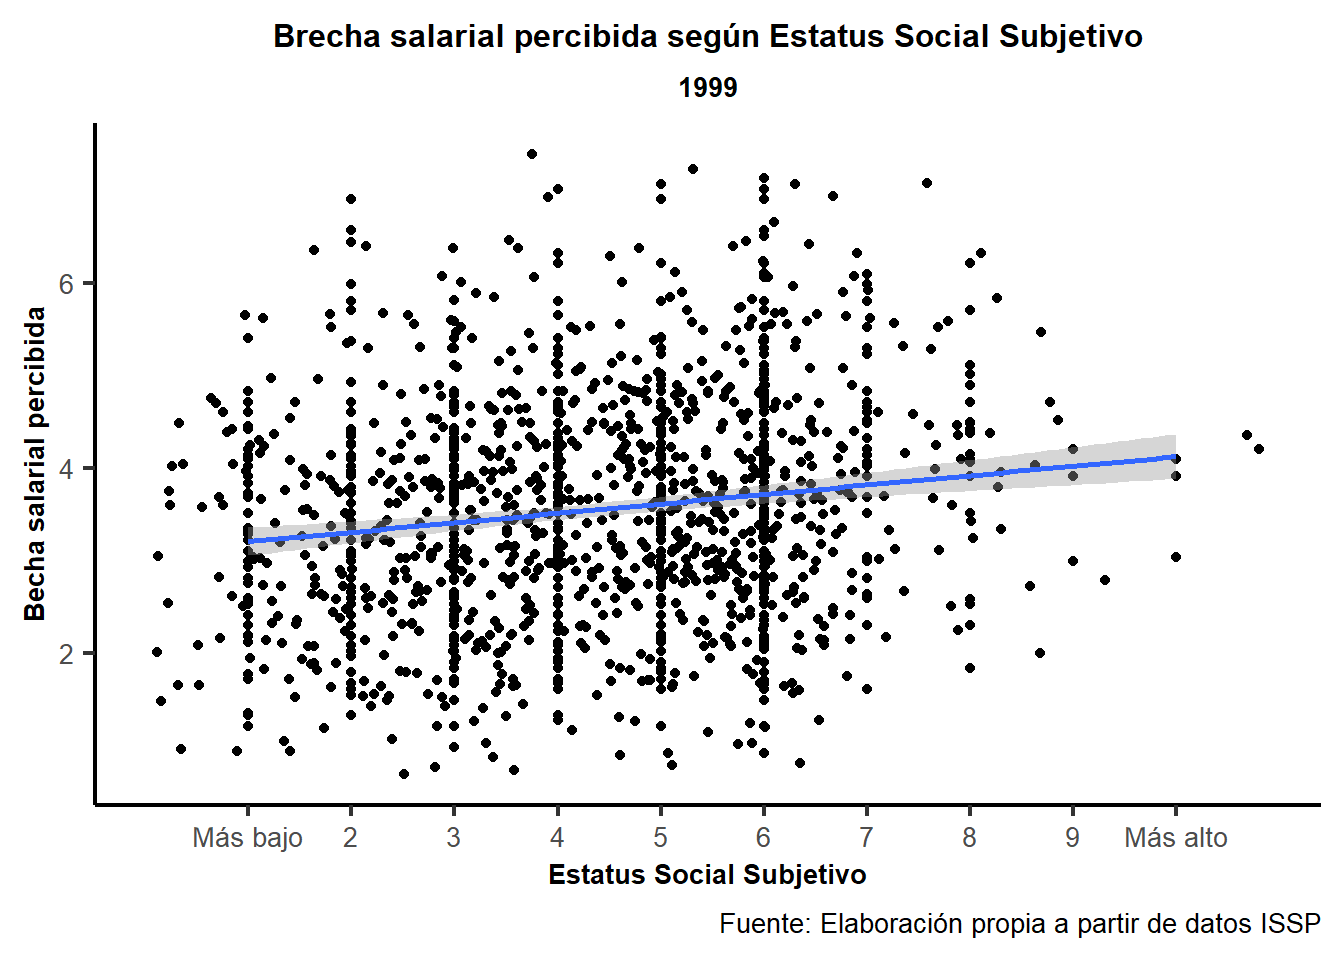 Brecha salarial percibida según Estatus Social Subjetivo
1999
Becha salarial percibida
6
4
2
Más bajo 2 3 4 5 6 7 8 9 Más alto
Estatus Social Subjetivo
Fuente: Elaboración propia a partir de datos ISSP